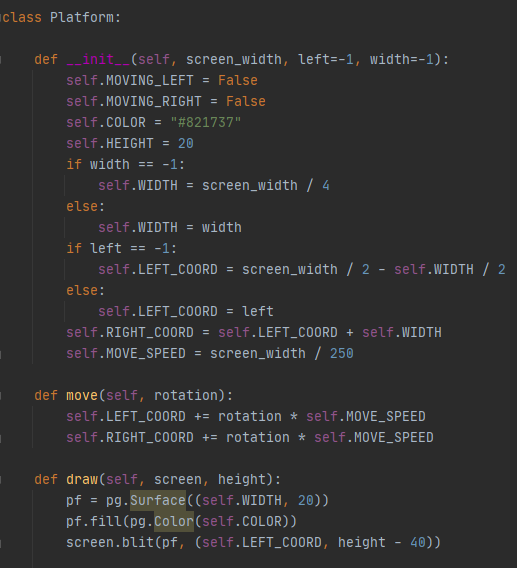 class Platform:
    def __init__(self, screen_width, left=-1, width=-1):
        self.MOVING_LEFT = False
        self.MOVING_RIGHT = False
        self.COLOR = "#821737"
        self.HEIGHT = 20
        if width == -1:
            self.WIDTH = screen_width / 4
        else:
            self.WIDTH = width
        if left == -1:
            self.LEFT_COORD = screen_width / 2 - self.WIDTH / 2
        else:
            self.LEFT_COORD = left
        self.RIGHT_COORD = self.LEFT_COORD + self.WIDTH
        self.MOVE_SPEED = screen_width / 250
    def move(self, rotation):
        self.LEFT_COORD += rotation * self.MOVE_SPEED
        self.RIGHT_COORD += rotation * self.MOVE_SPEED
    def draw(self, screen, height):
        pf = pg.Surface((self.WIDTH, 20))
        pf.fill(pg.Color(self.COLOR))
        screen.blit(pf, (self.LEFT_COORD, height - 40))